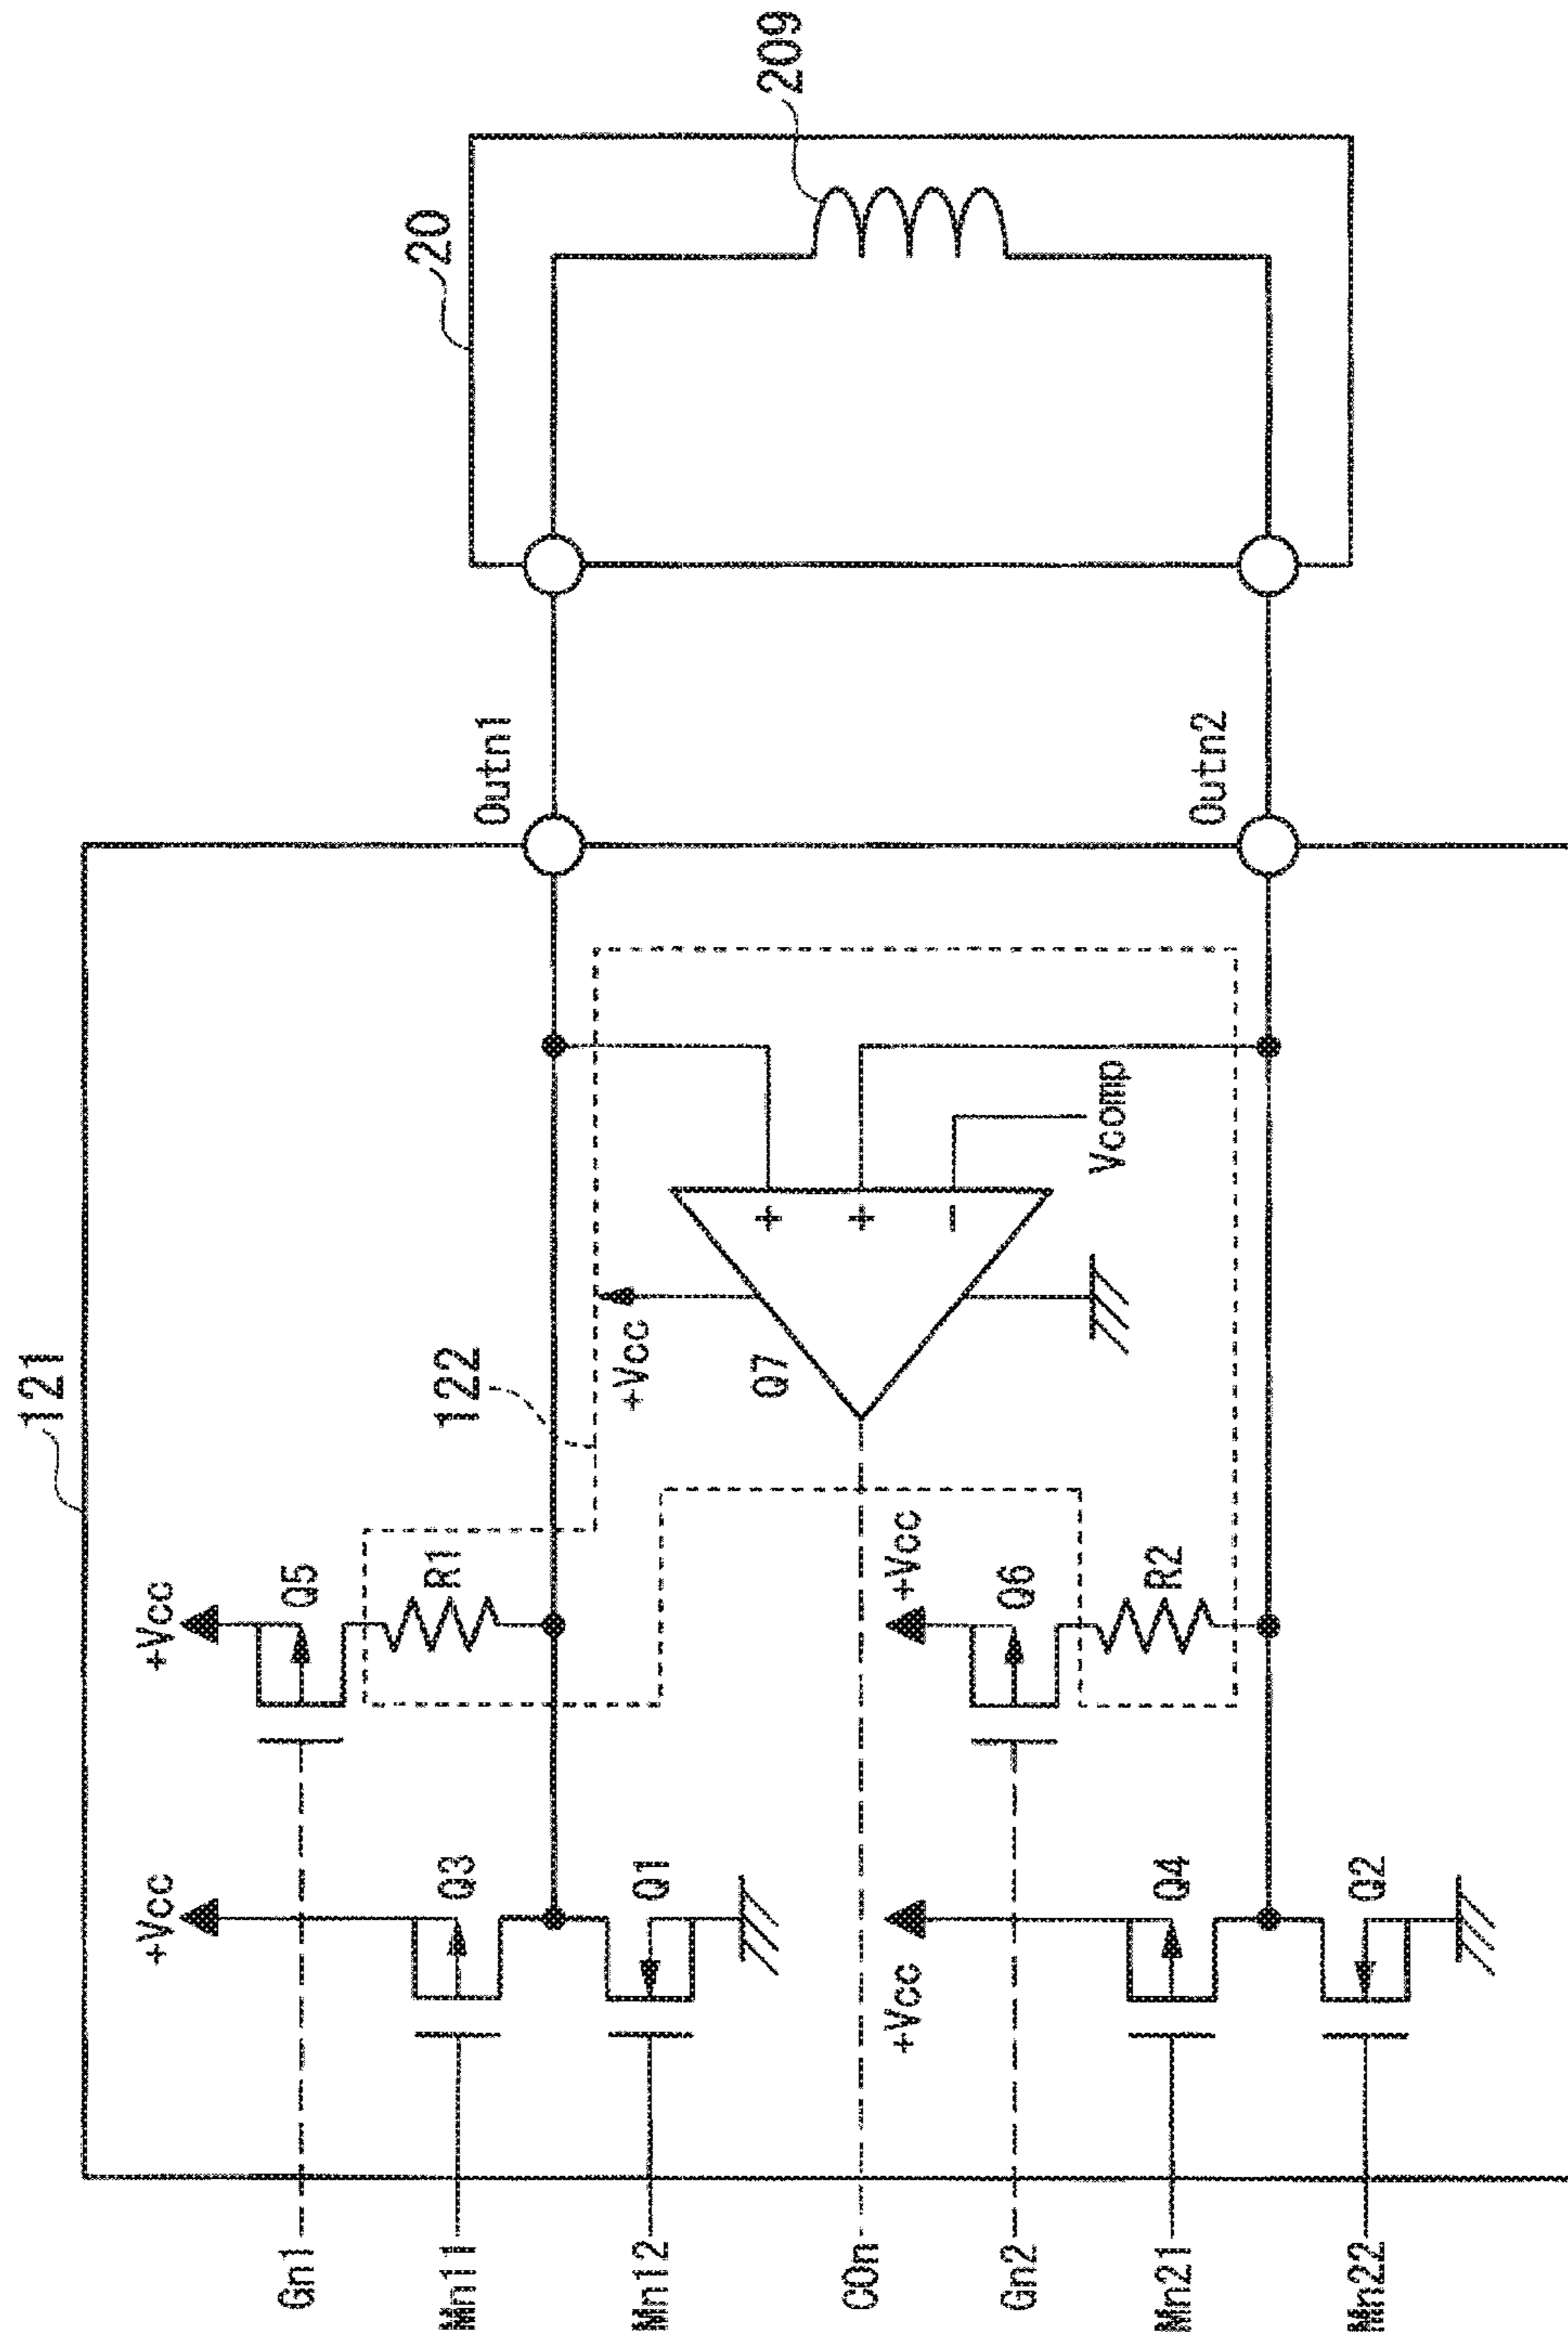 121
20
209
122
+Vcc
+Vcc
Q5
R1
Outn1
Gn1
Q3
Mn11
Q1
Mn12
+Vcc
Q7
+
+
−
Vcomp
COn
+Vcc
+Vcc
Q6
R2
Outn2
Gn2
Q4
Mn21
Q2
Mn22